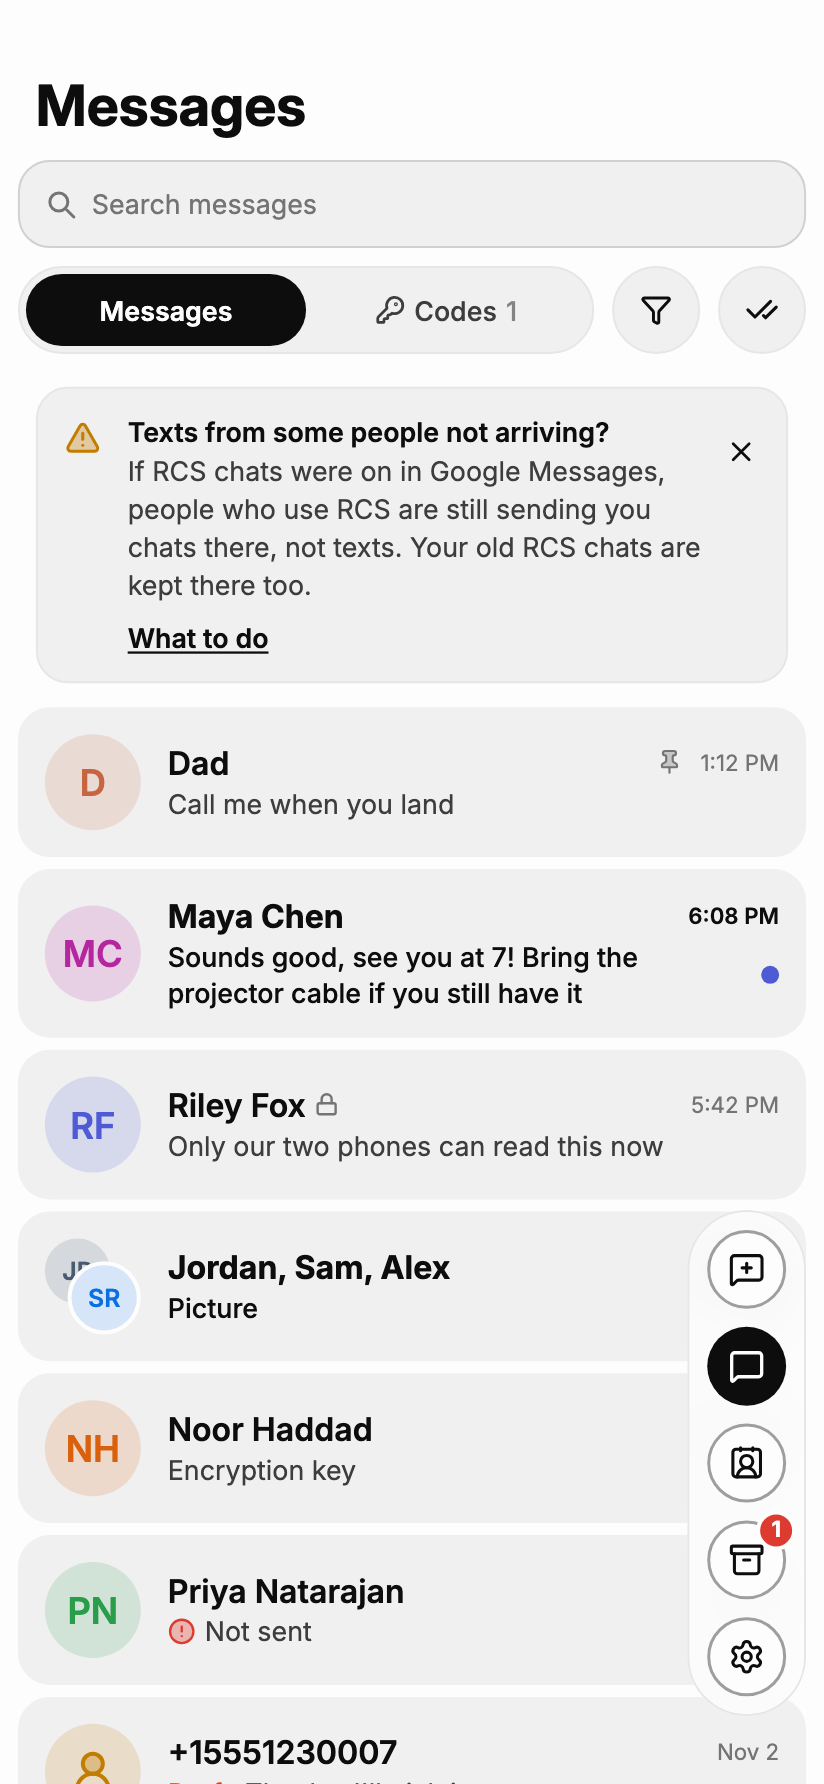 Messages
Search messages
Messages
Codes 1
Texts from some people not arriving?
If RCS chats were on in Google Messages,
people who use RCS are still sending you
chats there, not texts. Your old RCS chats are
kept there too.
What to do
D
Dad
1:12 PM
Call me when you land
MC
Maya Chen
6:08 PM
Sounds good, see you at 7! Bring the
projector cable if you still have it
RF
Riley Fox
5:42 PM
Only our two phones can read this now
SR
Jordan, Sam, Alex
Picture
NH
Noor Haddad
Encryption key
1
PN
Priya Natarajan
Not sent
+15551230007
Nov 2